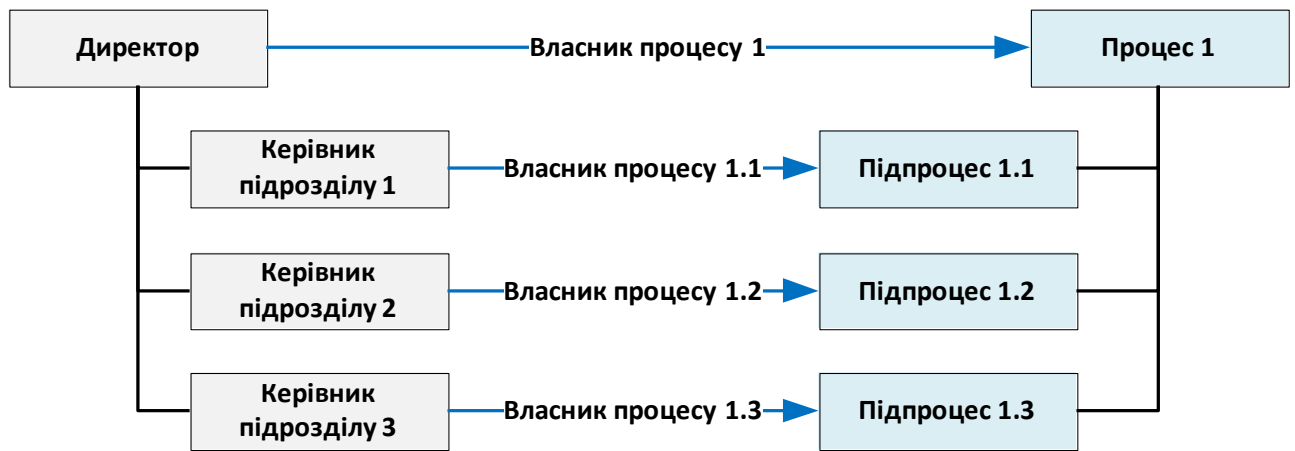 Директор
Власник процесу 1
Процес 1
Керівник
підрозділу 1
Власник процесу 1.1
Підпроцес 1.1
Керівник
підрозділу 2
Власник процесу 1.2
Підпроцес 1.2
Керівник
підрозділу 3
Власник процесу 1.3
Підпроцес 1.3